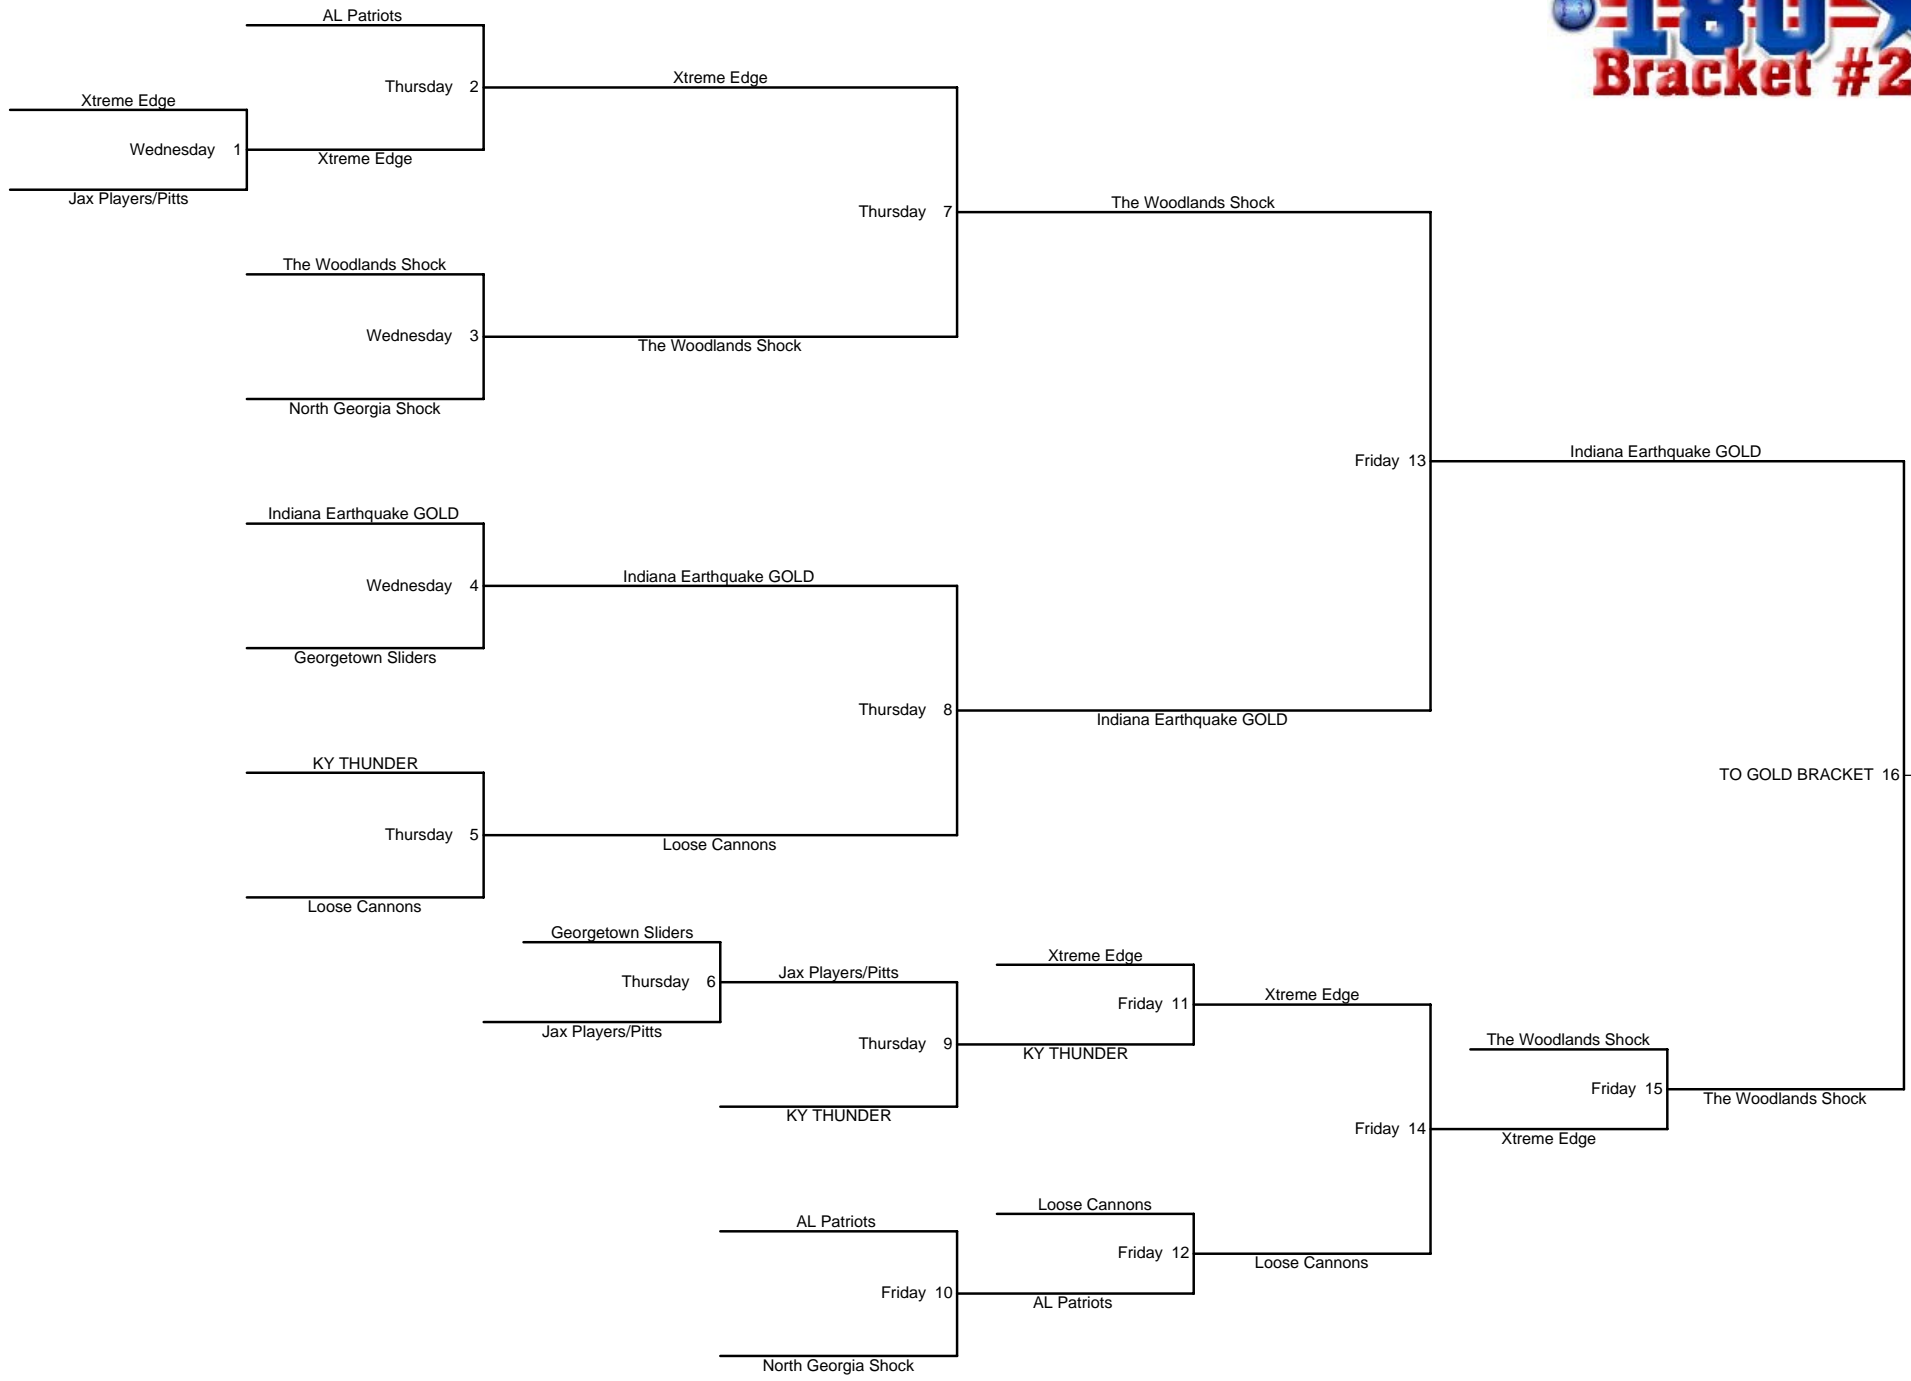 180
Bracket #2
AL Patriots
Thursday 2
Xtreme Edge
Xtreme Edge
Wednesday 1
Xtreme Edge
Jax Players/Pitts
Thursday 7
The Woodlands Shock
The Woodlands Shock
Wednesday 3
The Woodlands Shock
North Georgia Shock
Friday 13
Indiana Earthquake GOLD
Indiana Earthquake GOLD
Wednesday 4
Indiana Earthquake GOLD
Georgetown Sliders
Thursday 8
Indiana Earthquake GOLD
KY THUNDER
TO GOLD BRACKET 16
Thursday 5
Loose Cannons
Loose Cannons
Georgetown Sliders
Thursday 6
Jax Players/Pitts
Jax Players/Pitts
Xtreme Edge
Friday 11
Xtreme Edge
Thursday 9
KY THUNDER
KY THUNDER
The Woodlands Shock
Friday 15
The Woodlands Shock
Friday 14
Xtreme Edge
Loose Cannons
AL Patriots
Friday 12
Loose Cannons
Friday 10
AL Patriots
North Georgia Shock